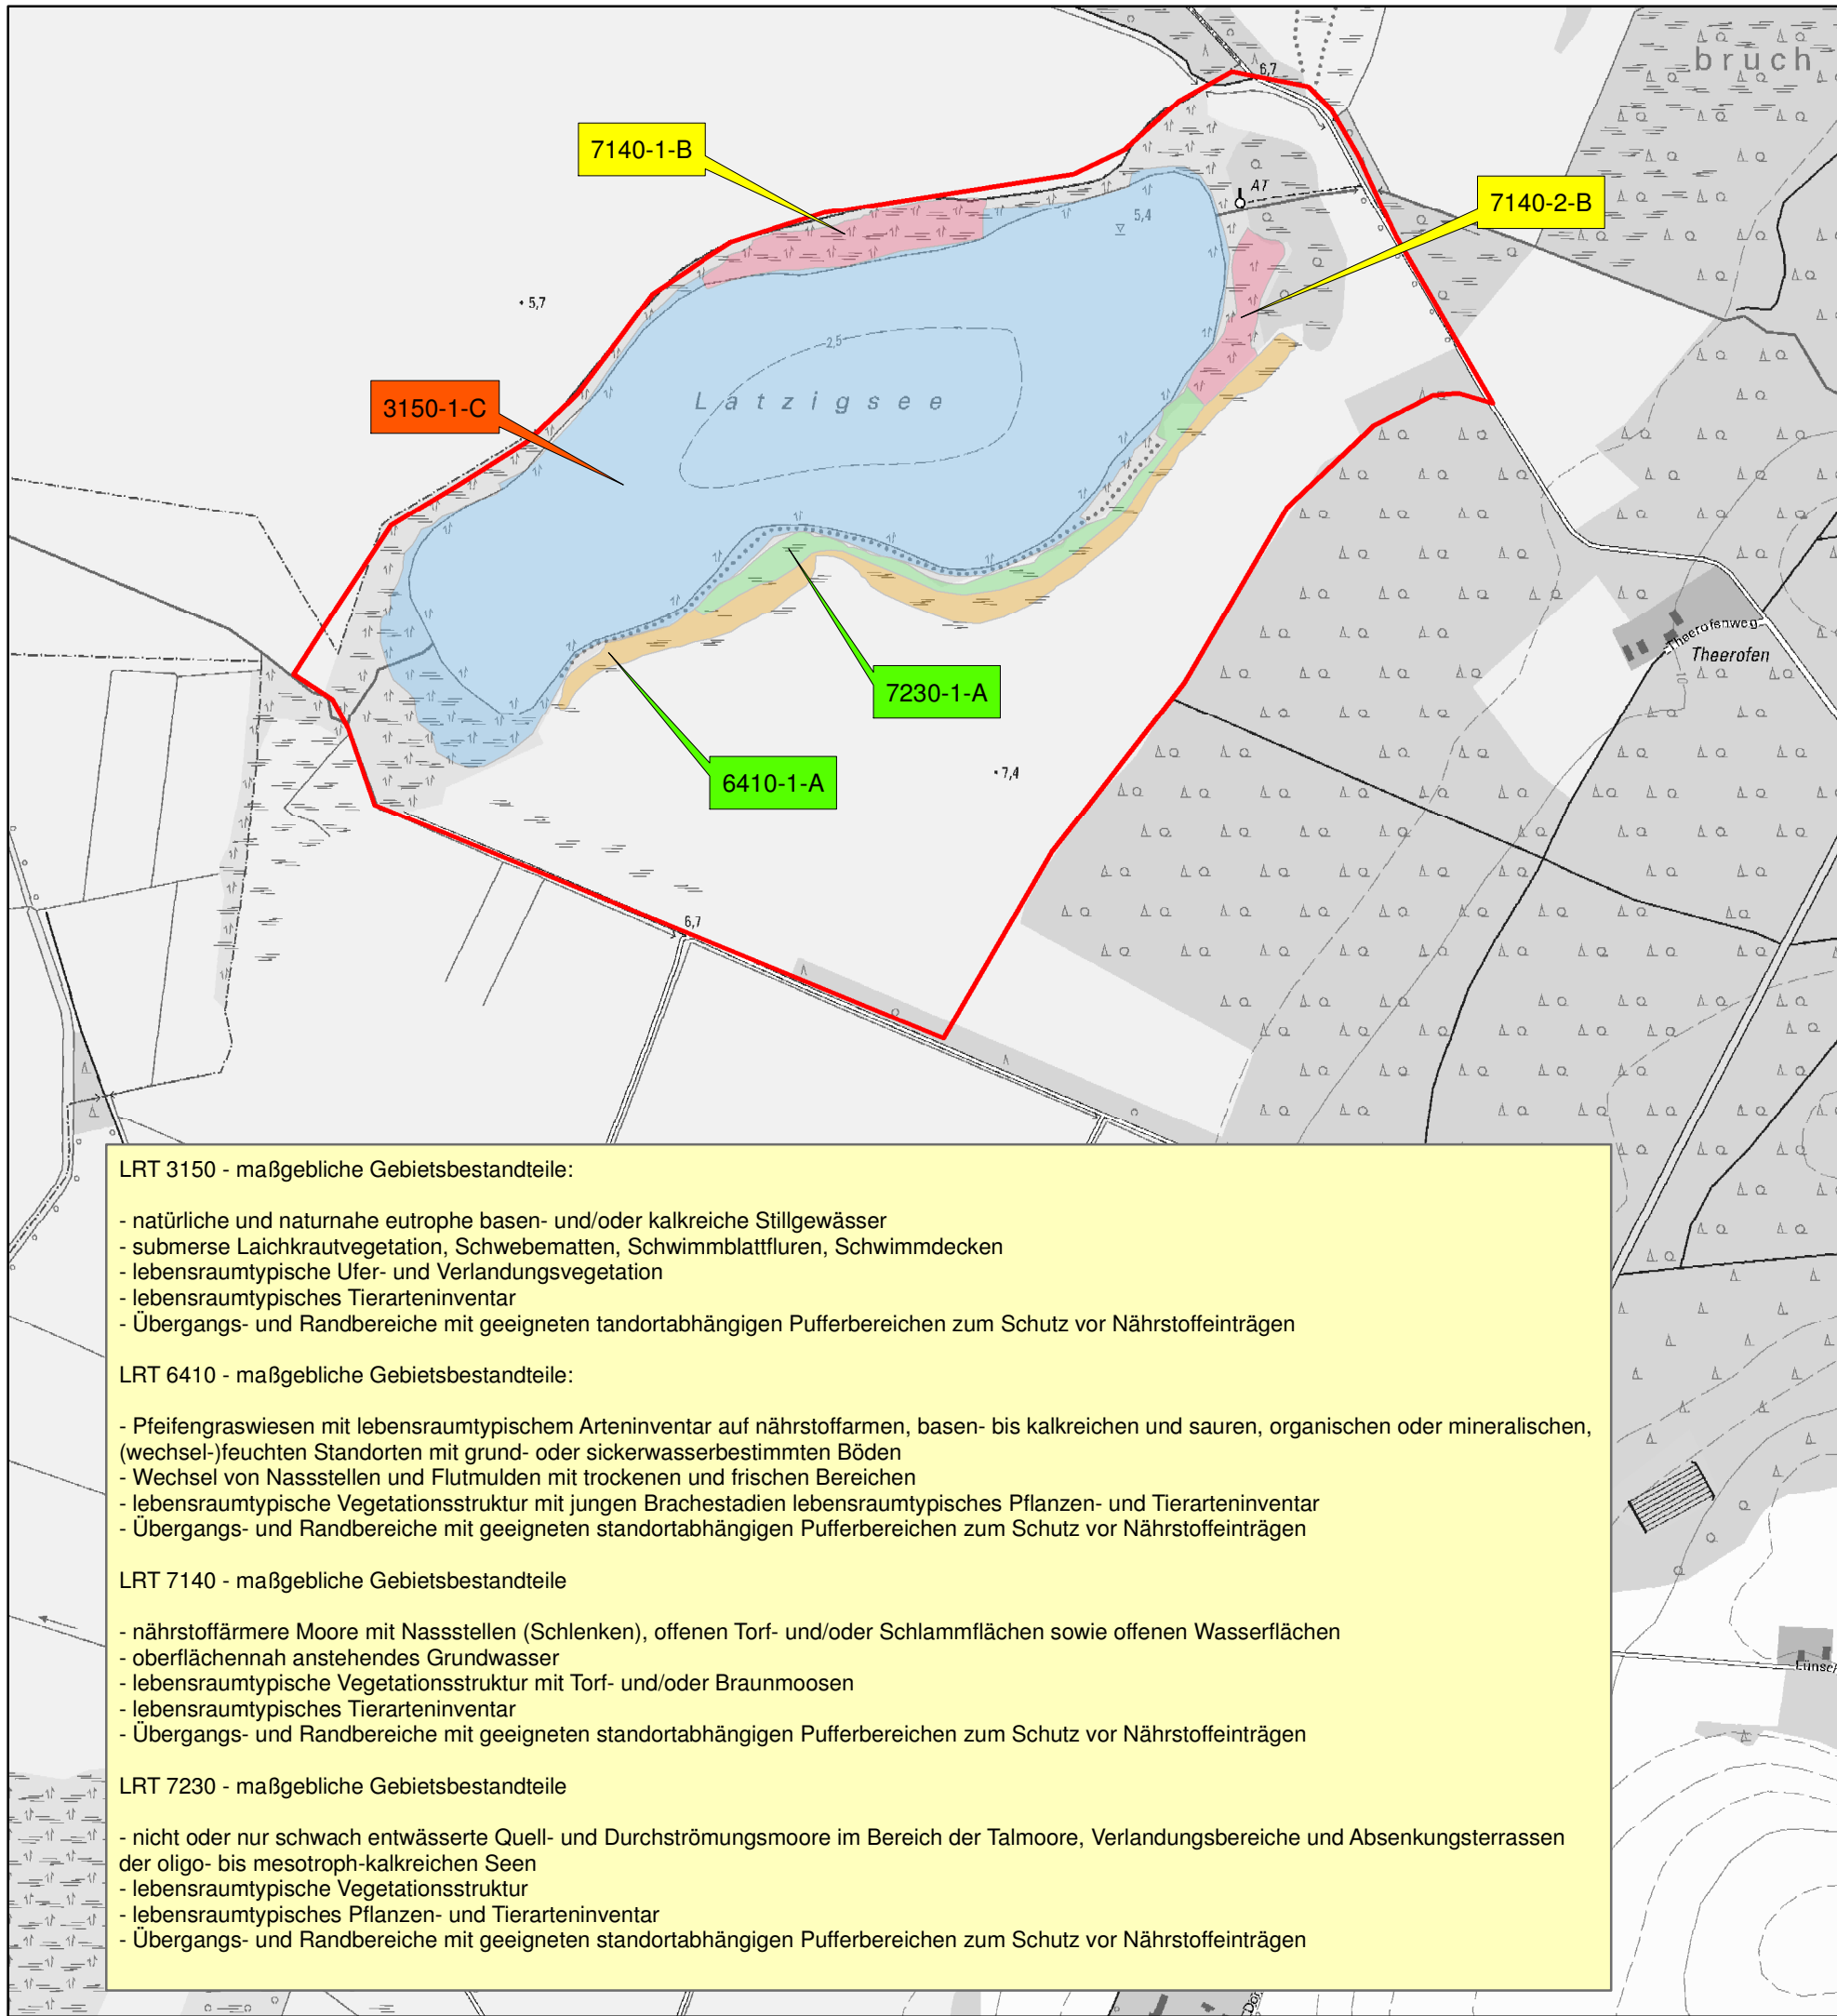 bruch
6,7
7140-1-B
AT
7140-2-B
5,4
5,7
2,5
Latzigsee
3150-1-C
Theerofenweg
Theerofen
10
7230-1-A
6410-1-A
7,4
6,7
LRT 3150 - maßgebliche Gebietsbestandteile:
- natürliche und naturnahe eutrophe basen- und/oder kalkreiche Stillgewässer
- submerse Laichkrautvegetation, Schwebematten, Schwimmblattfluren, Schwimmdecken
- lebensraumtypische Ufer- und Verlandungsvegetation
- lebensraumtypisches Tierarteninventar
- Übergangs- und Randbereiche mit geeigneten tandortabhängigen Pufferbereichen zum Schutz vor Nährstoffeinträgen
LRT 6410 - maßgebliche Gebietsbestandteile:
- Pfeifengraswiesen mit lebensraumtypischem Arteninventar auf nährstoffarmen, basen- bis kalkreichen und sauren, organischen oder mineralischen,
(wechsel-)feuchten Standorten mit grund- oder sickerwasserbestimmten Böden
- Wechsel von Nassstellen und Flutmulden mit trockenen und frischen Bereichen
- lebensraumtypische Vegetationsstruktur mit jungen Brachestadien lebensraumtypisches Pflanzen- und Tierarteninventar
- Übergangs- und Randbereiche mit geeigneten standortabhängigen Pufferbereichen zum Schutz vor Nährstoffeinträgen
LRT 7140 - maßgebliche Gebietsbestandteile
- nährstoffärmere Moore mit Nassstellen (Schlenken), offenen Torf- und/oder Schlammflächen sowie offenen Wasserflächen
- oberflächennah anstehendes Grundwasser
- lebensraumtypische Vegetationsstruktur mit Torf- und/oder Braunmoosen
- lebensraumtypisches Tierarteninventar
- Übergangs- und Randbereiche mit geeigneten standortabhängigen Pufferbereichen zum Schutz vor Nährstoffeinträgen
Lünsc
LRT 7230 - maßgebliche Gebietsbestandteile
- nicht oder nur schwach entwässerte Quell- und Durchströmungsmoore im Bereich der Talmoore, Verlandungsbereiche und Absenkungsterrassen
der oligo- bis mesotroph-kalkreichen Seen
- lebensraumtypische Vegetationsstruktur
- lebensraumtypisches Pflanzen- und Tierarteninventar
- Übergangs- und Randbereiche mit geeigneten standortabhängigen Pufferbereichen zum Schutz vor Nährstoffeinträgen